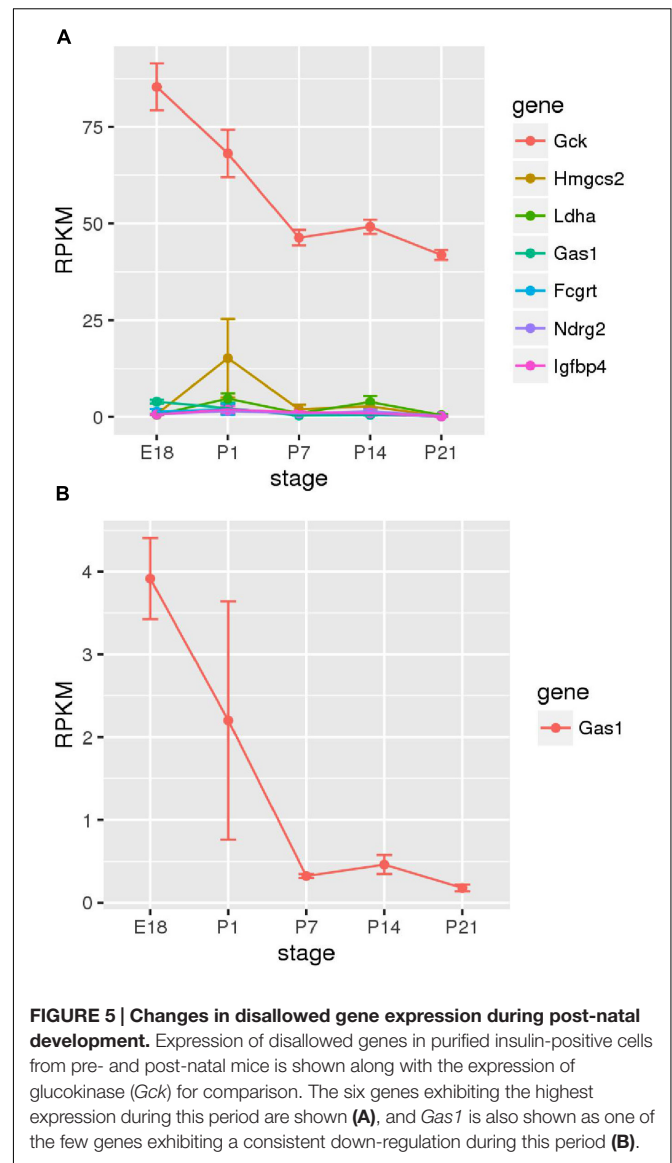 A
75
50
25
0
RPKM
E18 P1 P7 P14 P21
stage
gene
Gck
Hmgcs2
Ldha
Gas1
Fcgrt
Ndrg2
Igfbp4
B
4
3
2
1
0
RPKM
E18 P1 P7 P14 P21
stage
gene
Gas1
FIGURE 5 | Changes in disallowed gene expression during post-natal
development. Expression of disallowed genes in purified insulin-positive cells
from pre- and post-natal mice is shown along with the expression of
glucokinase (Gck) for comparison. The six genes exhibiting the highest
expression during this period are shown (A), and Gas1 is also shown as one of
the few genes exhibiting a consistent down-regulation during this period (B).